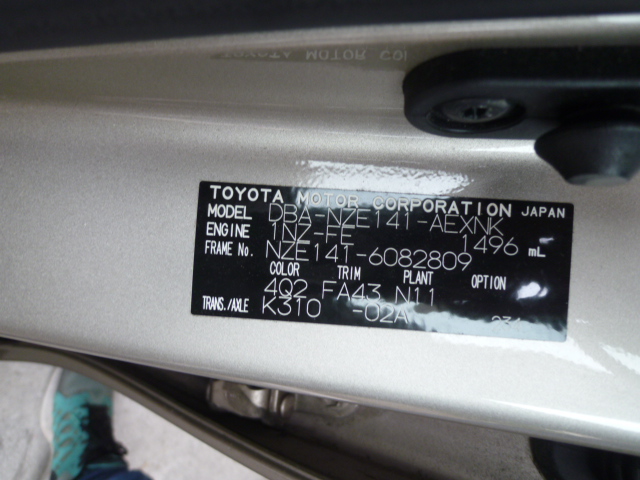 TOYOTA MOTOR CORPORATION JAPAN
MODEL DBA-NZE141-AEXNK
ENGINE 1NZ-FE 1496 mL
FRAME No. NZE141-6082809
COLOR TRIM PLANT OPTION
4Q2 FA43 N11
TRANS./AXLE K310 -02A